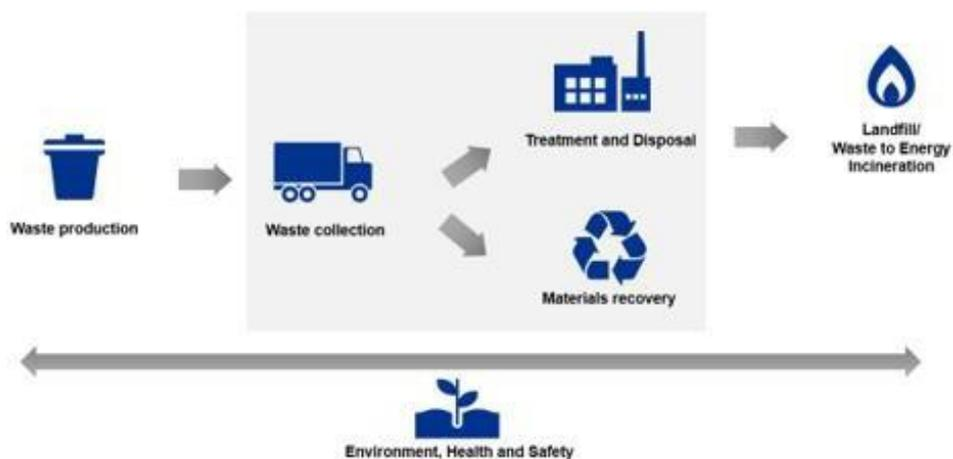 Waste production
Waste collection
Treatment and Disposal
Materials recovery
Landfill/
Waste to Energy
Incineration
Environment, Health and Safety